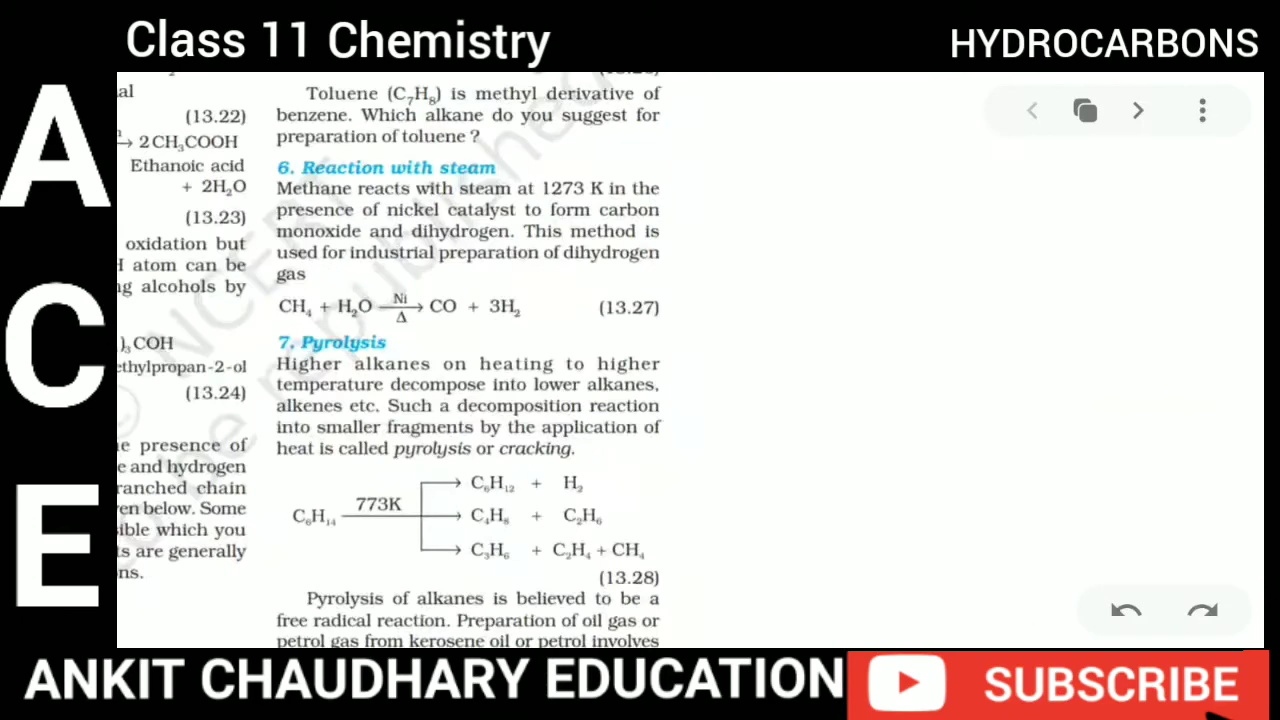 Class 11 Chemistry
HYDROCARBONS
A
C
E
al
(13.22)
→ 2CH₃COOH
Ethanoic acid
+ 2H₂O
(13.23)
oxidation but
H atom can be
ng alcohols by
)₃COH
ethylpropan-2-ol
(13.24)
e presence of
e and hydrogen
ranched chain
ven below. Some
ible which you
ts are generally
ns.
Toluene (C₇H₈) is methyl derivative of
benzene. Which alkane do you suggest for
preparation of toluene ?
6. Reaction with steam
Methane reacts with steam at 1273 K in the
presence of nickel catalyst to form carbon
monoxide and dihydrogen. This method is
used for industrial preparation of dihydrogen
gas
CH₄ + H₂O —Ni/Δ→ CO + 3H₂ (13.27)
7. Pyrolysis
Higher alkanes on heating to higher
temperature decompose into lower alkanes,
alkenes etc. Such a decomposition reaction
into smaller fragments by the application of
heat is called pyrolysis or cracking.
→ C₆H₁₂ + H₂
C₆H₁₄ 773K → C₄H₈ + C₂H₆
→ C₃H₆ + C₂H₄ + CH₄
(13.28)
Pyrolysis of alkanes is believed to be a
free radical reaction. Preparation of oil gas or
petrol gas from kerosene oil or petrol involves
© NCERT
be republished
ANKIT CHAUDHARY EDUCATION
SUBSCRIBE